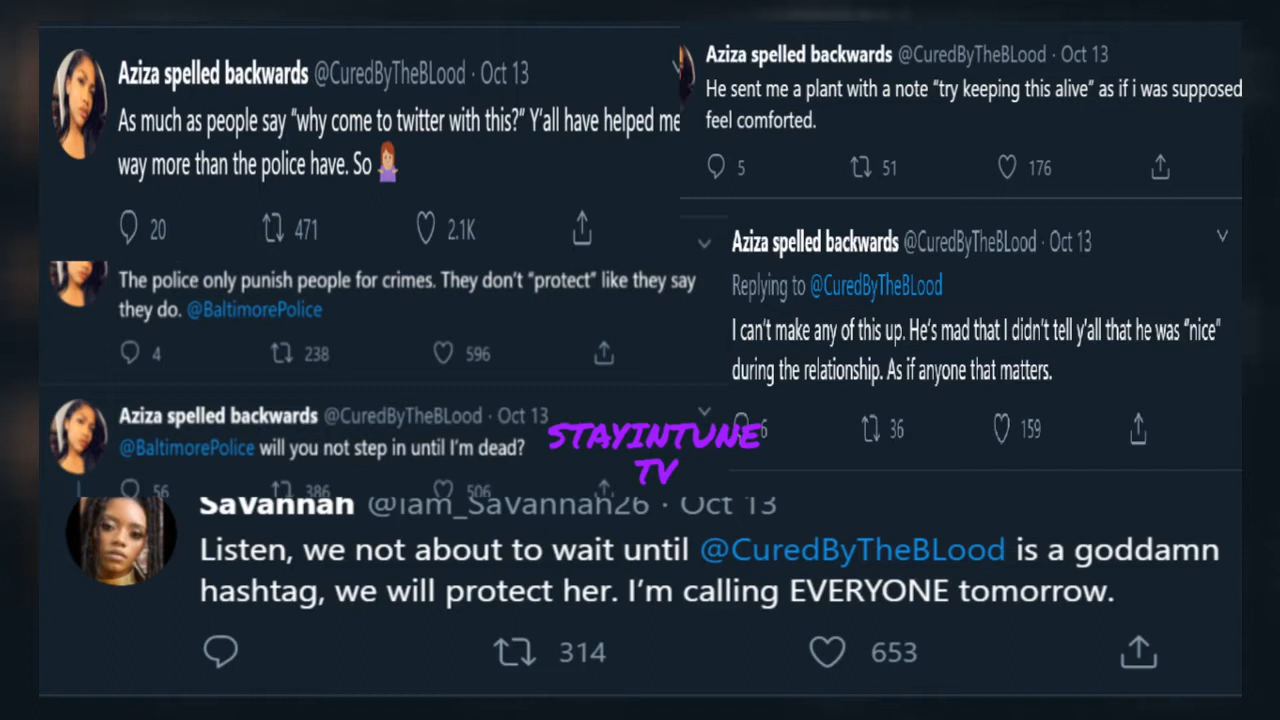 Aziza spelled backwards @CuredByTheBLood · Oct 13
As much as people say "why come to twitter with this?" Y'all have helped me
way more than the police have. So 🤷🏼‍♀️
20 471 2.1K
The police only punish people for crimes. They don't "protect" like they say
they do. @BaltimorePolice
4 238 596
Aziza spelled backwards @CuredByTheBLood · Oct 13
@BaltimorePolice will you not step in until I'm dead?
56 386 506
Aziza spelled backwards @CuredByTheBLood · Oct 13
He sent me a plant with a note "try keeping this alive" as if i was supposed
feel comforted.
5 51 176
Aziza spelled backwards @CuredByTheBLood · Oct 13
Replying to @CuredByTheBLood
I can't make any of this up. He's mad that I didn't tell y'all that he was "nice"
during the relationship. As if anyone that matters.
6 36 159
STAYINTUNE
TV
SaVannah @iam_SaVannah26 · Oct 13
Listen, we not about to wait until @CuredByTheBLood is a goddamn
hashtag, we will protect her. I'm calling EVERYONE tomorrow.
314 653